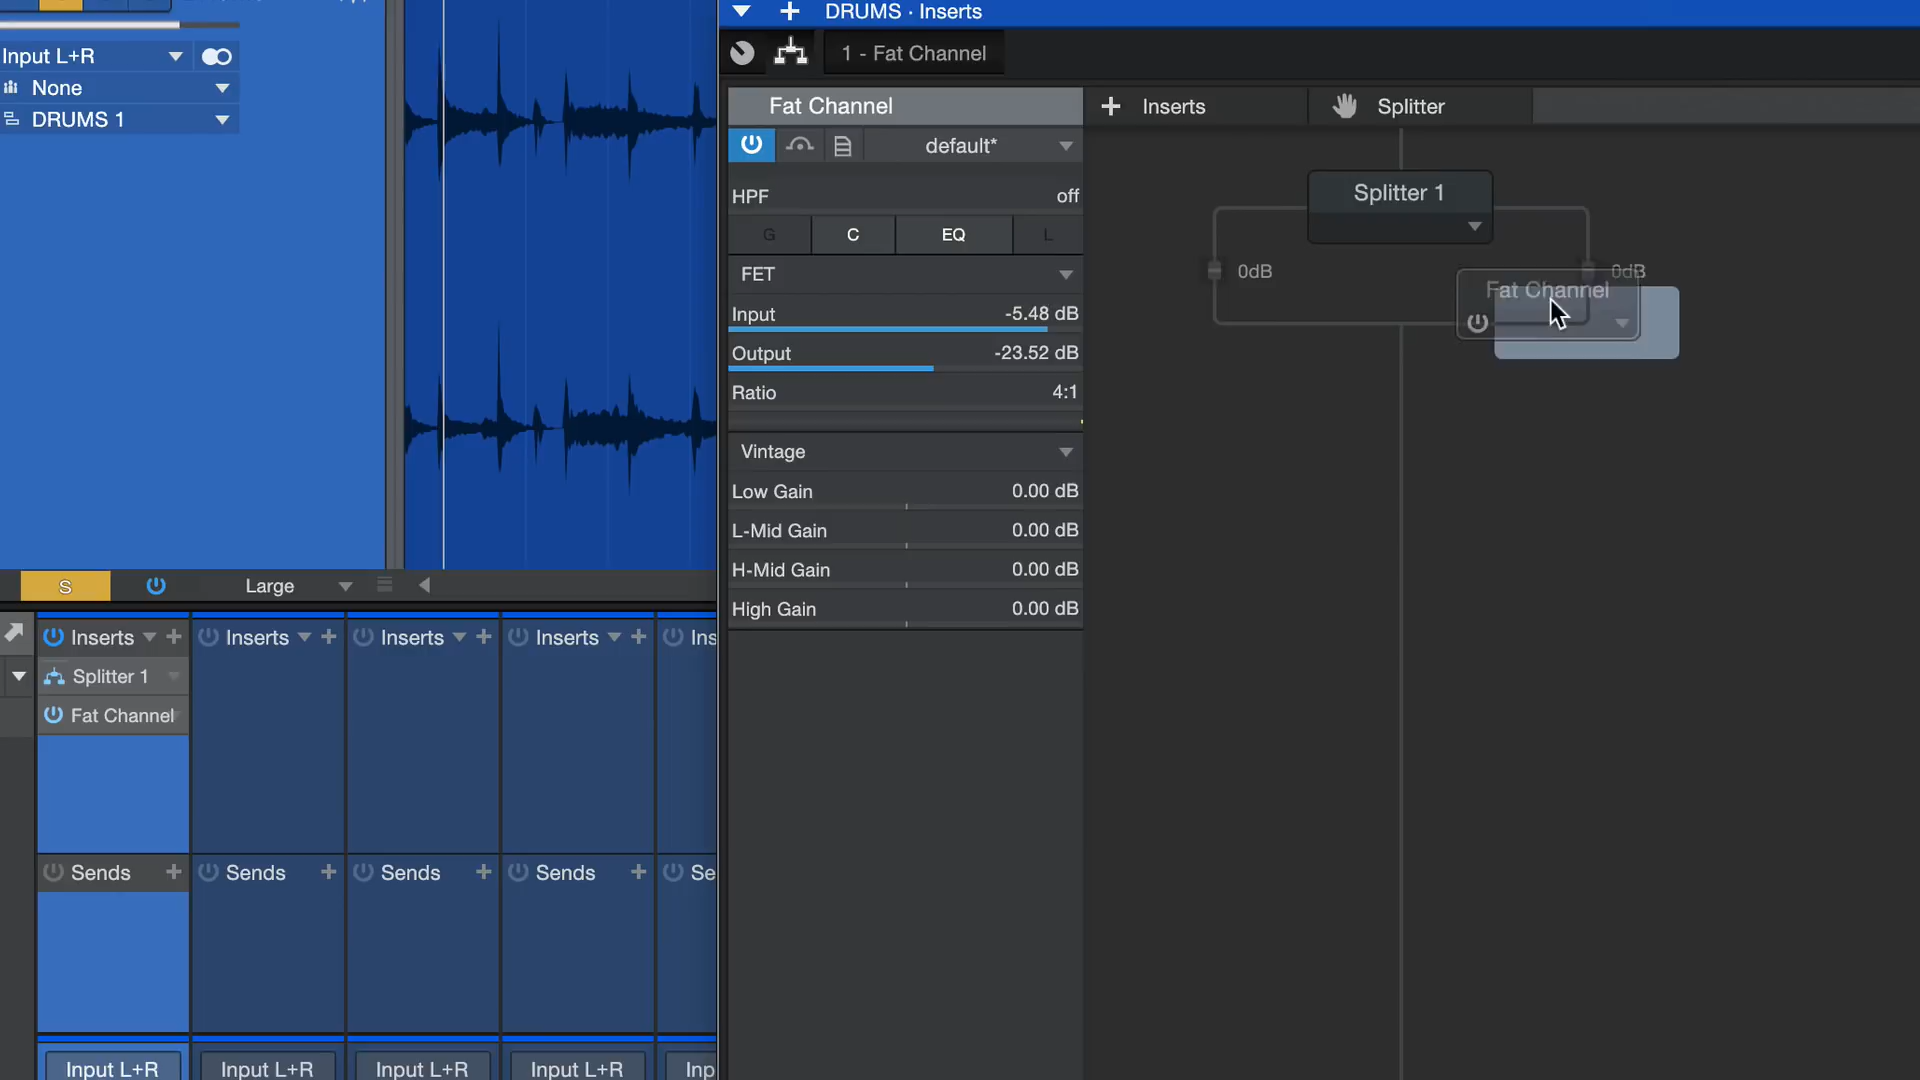 DRUMS · Inserts
Input L+R
None
DRUMS 1
1 - Fat Channel
Fat Channel
Inserts
Splitter
default*
HPF off
G C EQ L
FET
Input -5.48 dB
Output -23.52 dB
Ratio 4:1
Vintage
Low Gain 0.00 dB
L-Mid Gain 0.00 dB
H-Mid Gain 0.00 dB
High Gain 0.00 dB
Splitter 1
0dB
0dB
Fat Channel
S
Large
Inserts Inserts Inserts Inserts Ins
Splitter 1
Fat Channel
Sends Sends Sends Sends Se
Input L+R Input L+R Input L+R Input L+R Inp